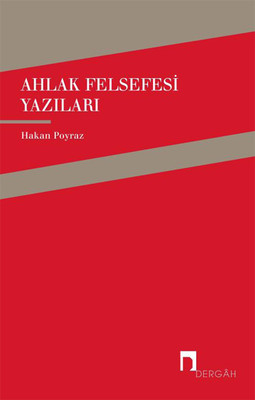 AHLAK FELSEFESİ
YAZILARI
Hakan Poyraz
DERGÂH